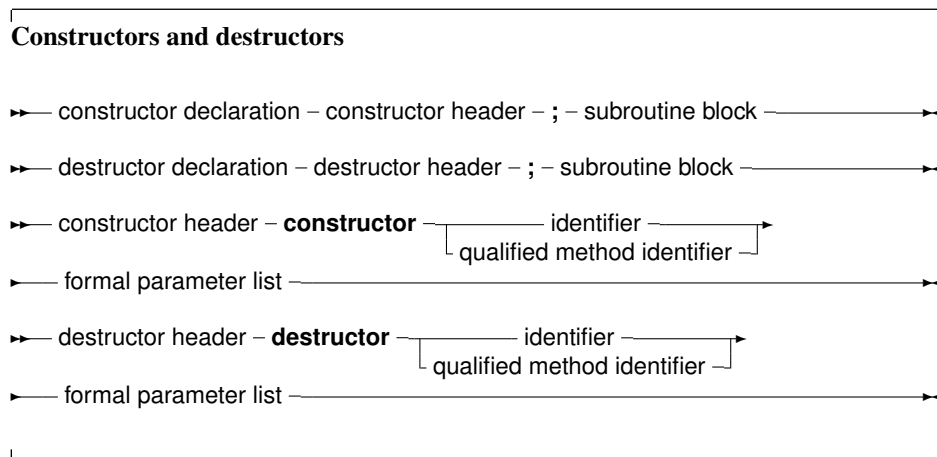 Constructors and destructors
constructor declaration – constructor header – ; – subroutine block
destructor declaration – destructor header – ; – subroutine block
constructor header – constructor identifier
qualified method identifier
formal parameter list
destructor header – destructor identifier
qualified method identifier
formal parameter list